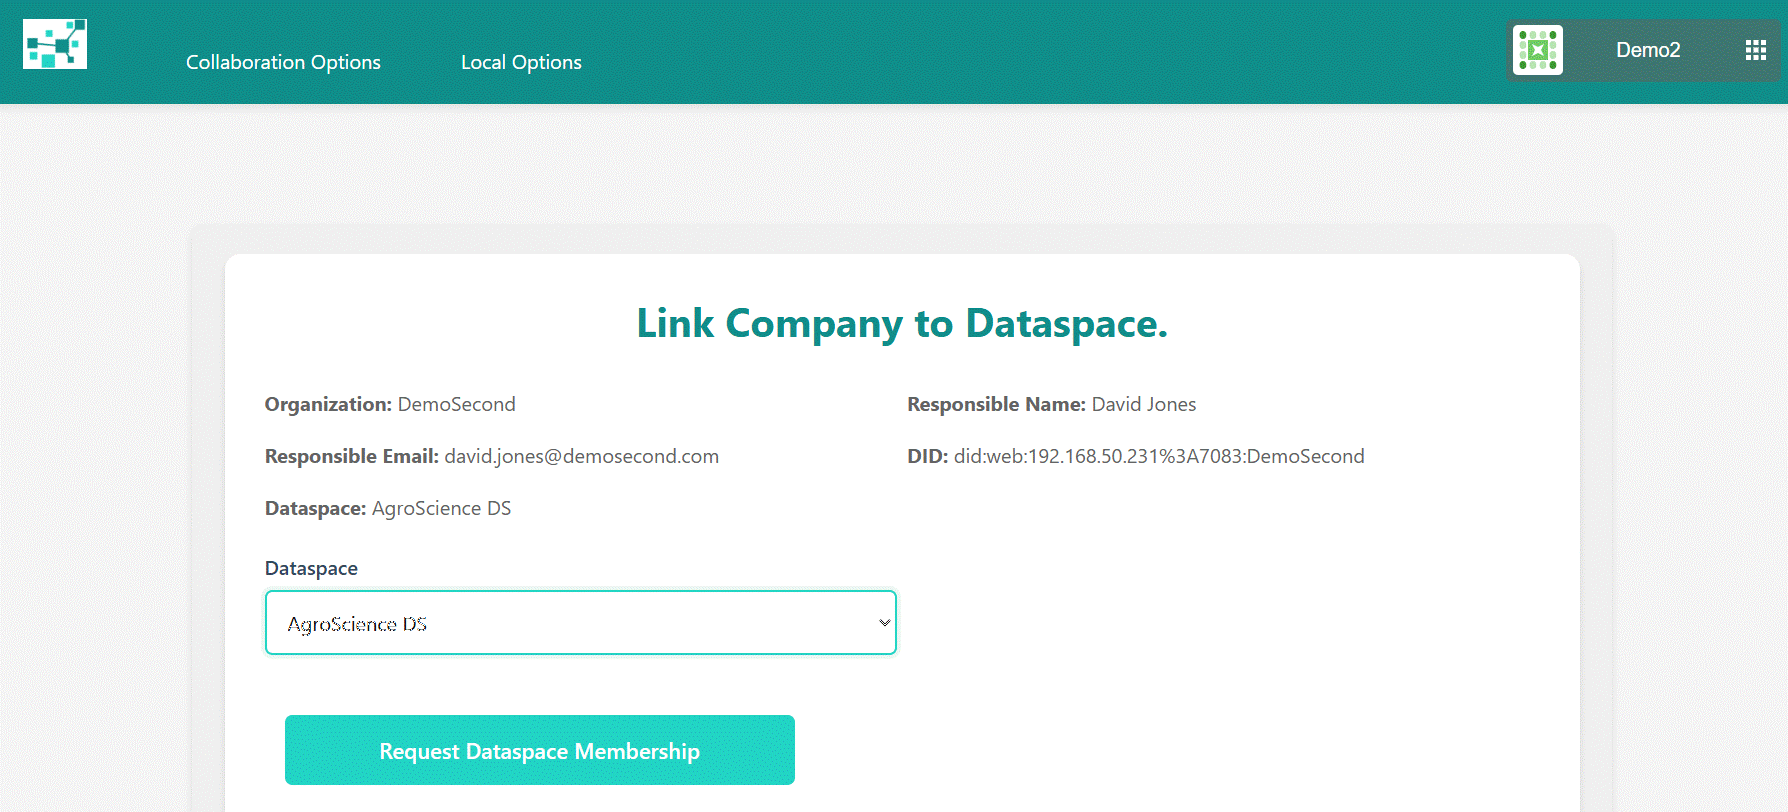 Collaboration Options
Local Options
Demo2
Link Company to Dataspace.
Organization: DemoSecond
Responsible Name: David Jones
Responsible Email: david.jones@demosecond.com
DID: did:web:192.168.50.231%3A7083:DemoSecond
Dataspace: AgroScience DS
Dataspace
AgroScience DS
Request Dataspace Membership